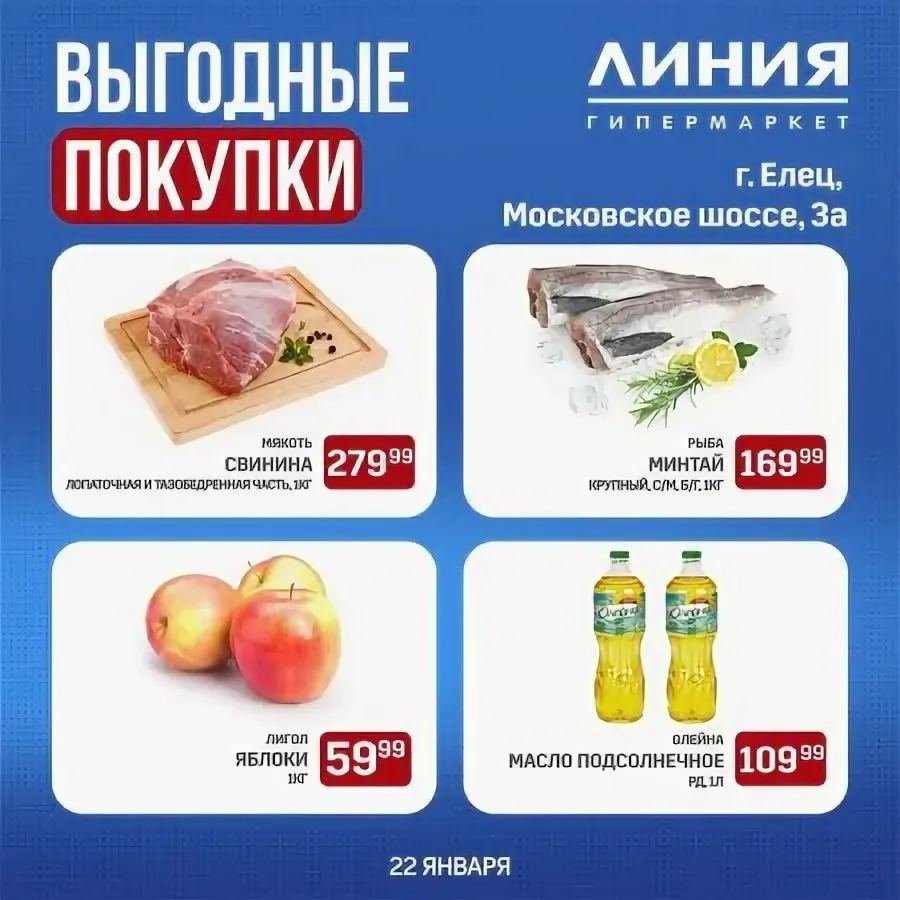 ВЫГОДНЫЕ
ПОКУПКИ
ЛИНИЯ
ГИПЕРМАРКЕТ
г. Елец,
Московское шоссе, 3а
МЯКОТЬ
СВИНИНА
ЛОПАТОЧНАЯ И ТАЗОБЕДРЕННАЯ ЧАСТЬ, 1КГ
279 99
РЫБА
МИНТАЙ
КРУПНЫЙ, С/М, Б/Г, 1КГ
169 99
ЛИГОЛ
ЯБЛОКИ
1КГ
59 99
Олейна
ОЛЕЙНА
МАСЛО ПОДСОЛНЕЧНОЕ
РД, 1Л
109 99
22 ЯНВАРЯ